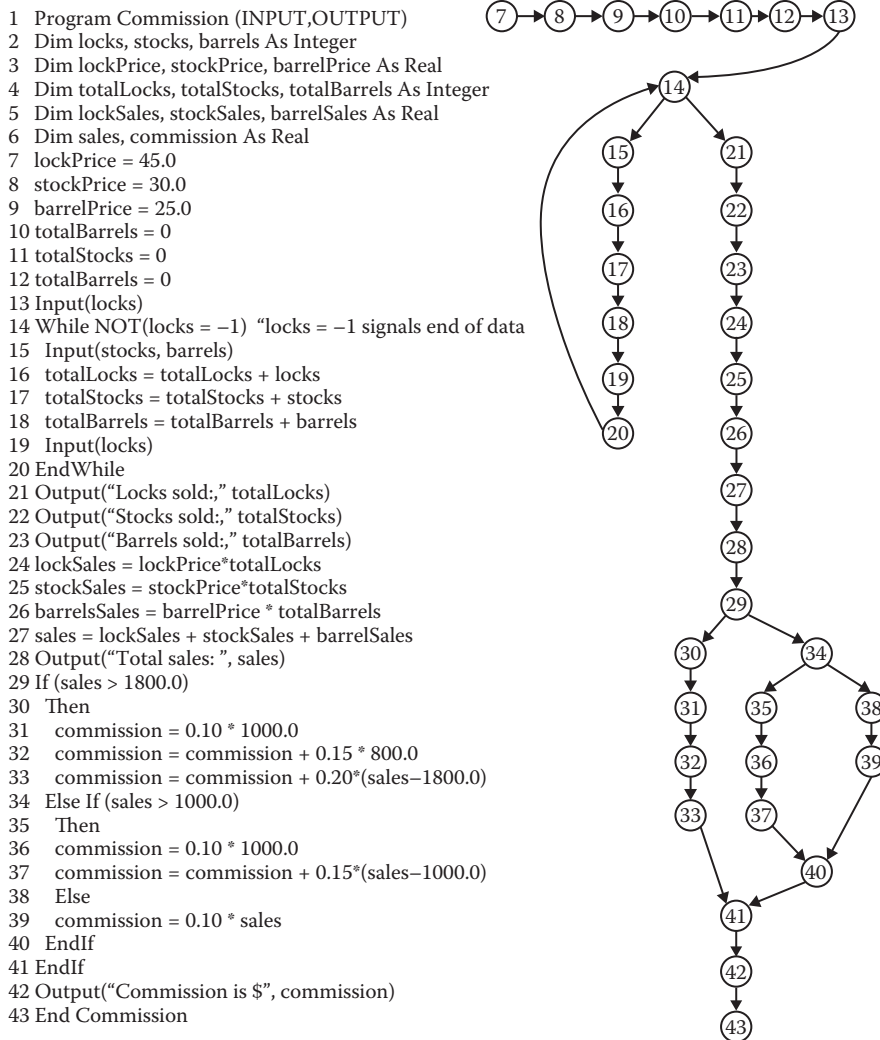 1 Program Commission (INPUT,OUTPUT)
2 Dim locks, stocks, barrels As Integer
3 Dim lockPrice, stockPrice, barrelPrice As Real
4 Dim totalLocks, totalStocks, totalBarrels As Integer
5 Dim lockSales, stockSales, barrelSales As Real
6 Dim sales, commission As Real
7 lockPrice = 45.0
8 stockPrice = 30.0
9 barrelPrice = 25.0
10 totalBarrels = 0
11 totalStocks = 0
12 totalBarrels = 0
13 Input(locks)
14 While NOT(locks = −1) “locks = −1 signals end of data
15 Input(stocks, barrels)
16 totalLocks = totalLocks + locks
17 totalStocks = totalStocks + stocks
18 totalBarrels = totalBarrels + barrels
19 Input(locks)
20 EndWhile
21 Output(“Locks sold:,” totalLocks)
22 Output(“Stocks sold:,” totalStocks)
23 Output(“Barrels sold:,” totalBarrels)
24 lockSales = lockPrice*totalLocks
25 stockSales = stockPrice*totalStocks
26 barrelsSales = barrelPrice * totalBarrels
27 sales = lockSales + stockSales + barrelSales
28 Output(“Total sales: ”, sales)
29 If (sales > 1800.0)
30 Then
31 commission = 0.10 * 1000.0
32 commission = commission + 0.15 * 800.0
33 commission = commission + 0.20*(sales−1800.0)
34 Else If (sales > 1000.0)
35 Then
36 commission = 0.10 * 1000.0
37 commission = commission + 0.15*(sales−1000.0)
38 Else
39 commission = 0.10 * sales
40 EndIf
41 EndIf
42 Output(“Commission is $”, commission)
43 End Commission
7 8 9 10 11 12 13
14
15 21
16 22
17 23
18 24
19 25
20 26
27
28
29
30 34
31 35 38
32 36 39
33 37
40
41
42
43